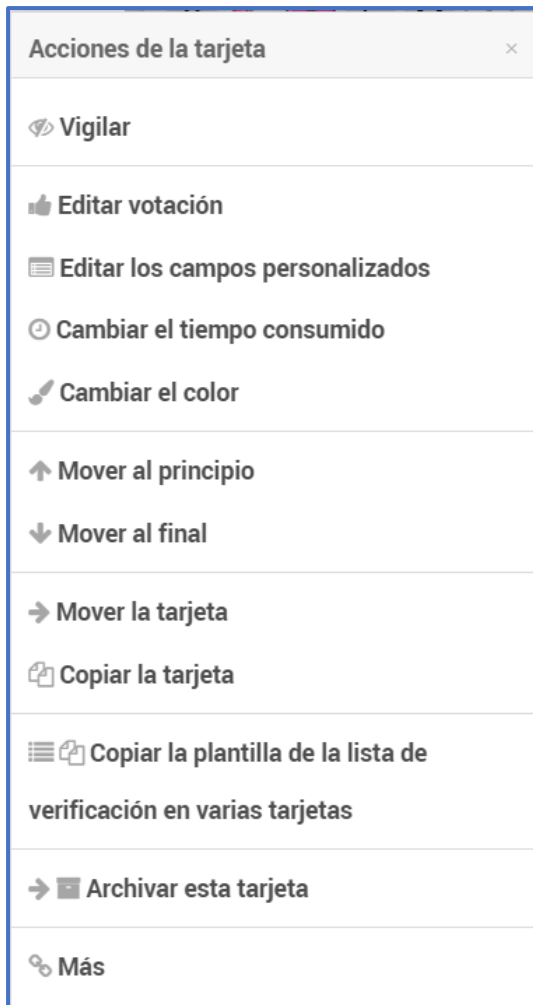 Acciones de la tarjeta ×
Vigilar
Editar votación
Editar los campos personalizados
Cambiar el tiempo consumido
Cambiar el color
Mover al principio
Mover al final
Mover la tarjeta
Copiar la tarjeta
Copiar la plantilla de la lista de
verificación en varias tarjetas
Archivar esta tarjeta
Más